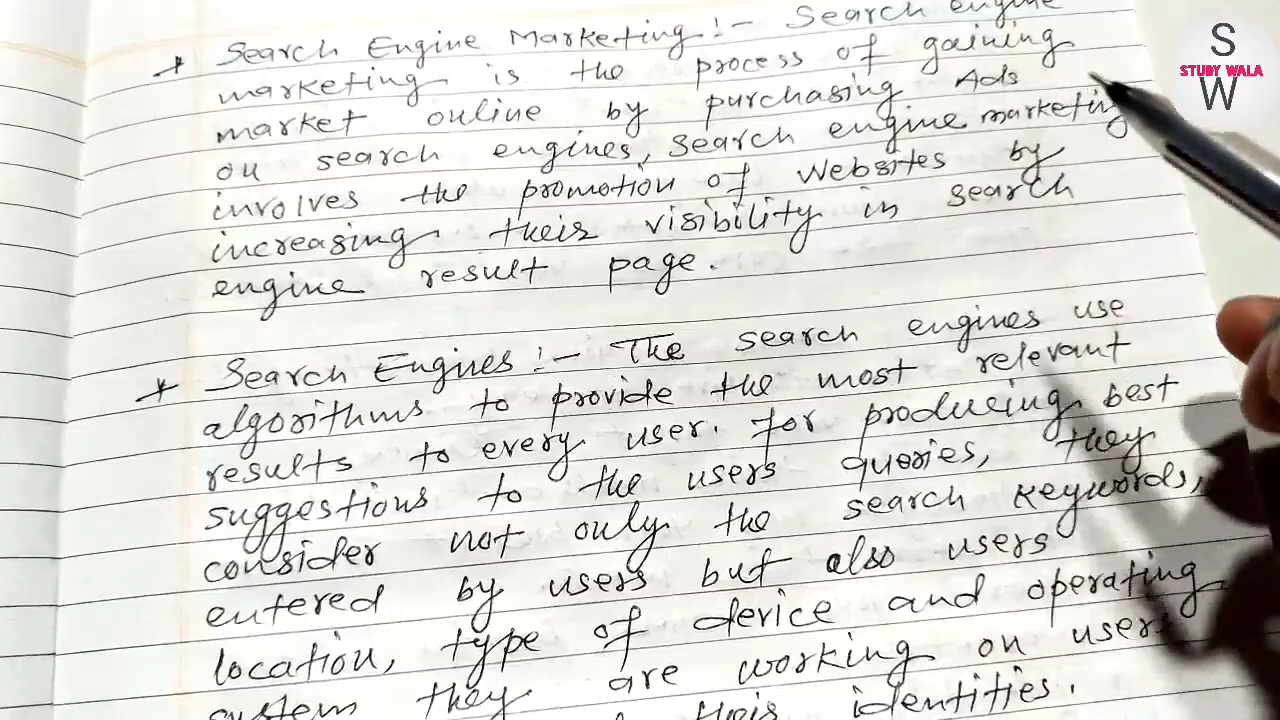 S
STUDY WALA
W
* Search Engine Marketing:- Search engine
marketing is the process of gaining
market online by purchasing Ads
on search engines, search engine marketing
involves the promotion of websites by
increasing their visibility in search
engine result page.
* Search Engines:- The search engines use
algorithms to provide the most relevant
results to every user. For producing best
suggestions to the users queries, they
consider not only the search keywords,
entered by users but also users
location, type of device and operating
system they are working on users
their identities.